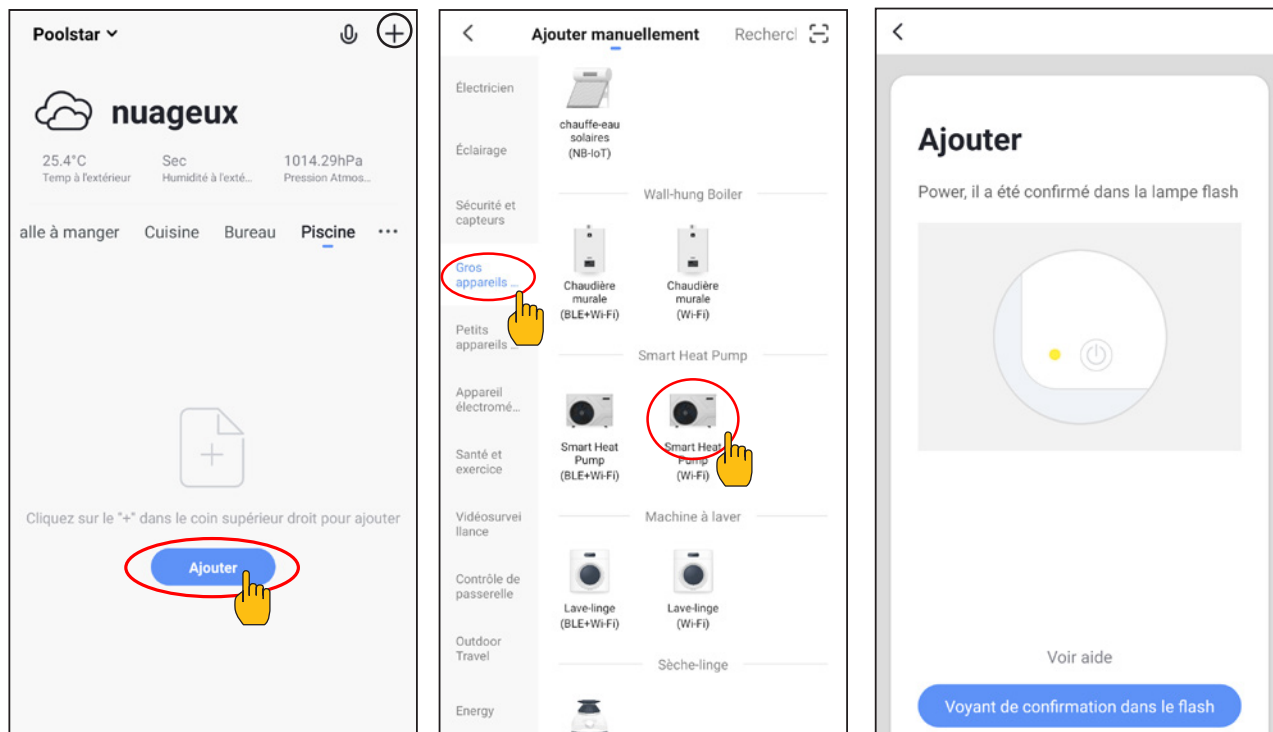 Poolstar
nuageux
25.4°C Sec 1014.29hPa
Temp à l'extérieur Humidité à l'exté... Pression Atmos...
alle à manger Cuisine Bureau Piscine ...
Cliquez sur le "+" dans le coin supérieur droit pour ajouter
Ajouter
Ajouter manuellement Rechercl
Électricien
Éclairage
Sécurité et
capteurs
Gros
appareils ...
Petits
appareils ...
Appareil
électromé...
Santé et
exercice
Vidéosurvei
llance
Contrôle de
passerelle
Outdoor
Travel
Energy
chauffe-eau
solaires
(NB-IoT)
Wall-hung Boiler
Chaudière
murale
(BLE+Wi-Fi)
Chaudière
murale
(Wi-Fi)
Smart Heat Pump
Smart Heat
Pump
(BLE+Wi-Fi)
Smart Heat
Pump
(Wi-Fi)
Machine à laver
Lave-linge
(BLE+Wi-Fi)
Lave-linge
(Wi-Fi)
Sèche-linge
Ajouter
Power, il a été confirmé dans la lampe flash
Voir aide
Voyant de confirmation dans le flash